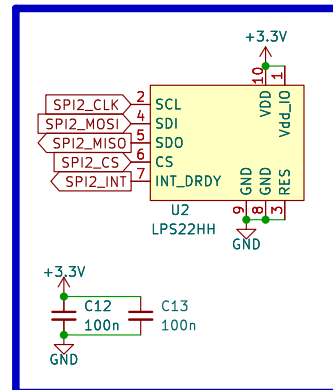 +3.3V
10
1
VDD
Vdd_IO
SPI2_CLK 2 SCL
SPI2_MOSI 4 SDI
SPI2_MISO 5 SDO
SPI2_CS 6 CS
SPI2_INT 7 INT_DRDY
GND
GND
RES
9
8
3
U2
LPS22HH
GND
+3.3V
C12
100n
C13
100n
GND